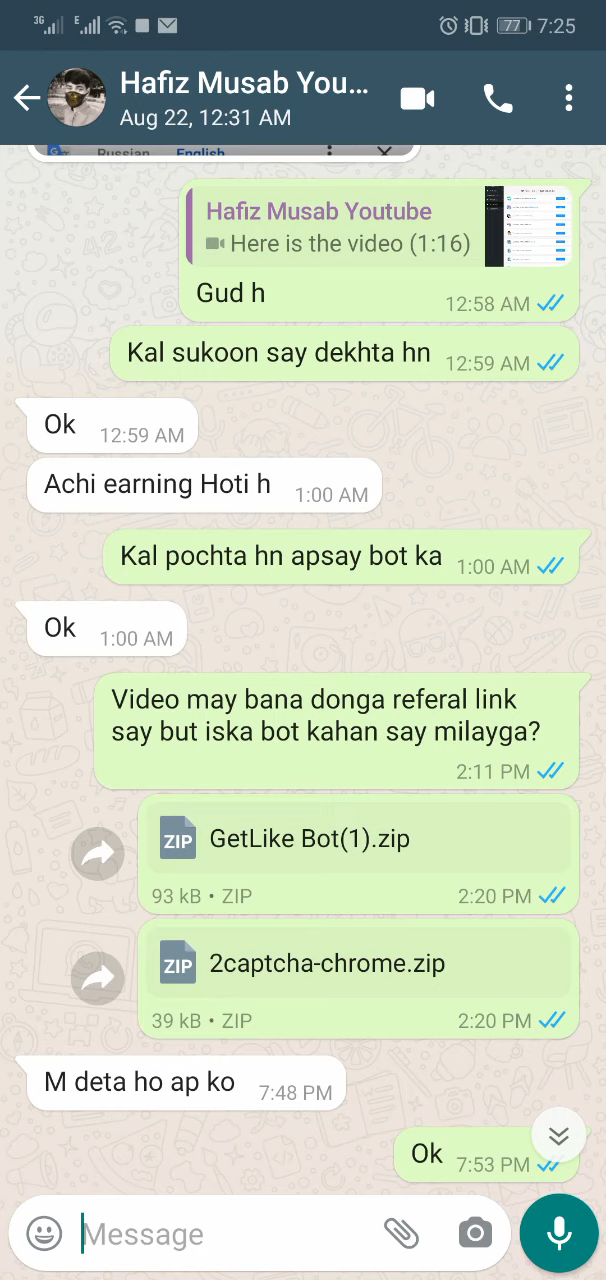 3G E 77 7:25
Hafiz Musab You...
Aug 22, 12:31 AM
Russian English
Hafiz Musab Youtube
Here is the video (1:16)
Gud h
12:58 AM
Kal sukoon say dekhta hn 12:59 AM
Ok 12:59 AM
Achi earning Hoti h 1:00 AM
Kal pochta hn apsay bot ka 1:00 AM
Ok 1:00 AM
Video may bana donga referal link
say but iska bot kahan say milayga?
2:11 PM
ZIP GetLike Bot(1).zip
93 kB • ZIP 2:20 PM
ZIP 2captcha-chrome.zip
39 kB • ZIP 2:20 PM
M deta ho ap ko 7:48 PM
Ok 7:53 PM
Message